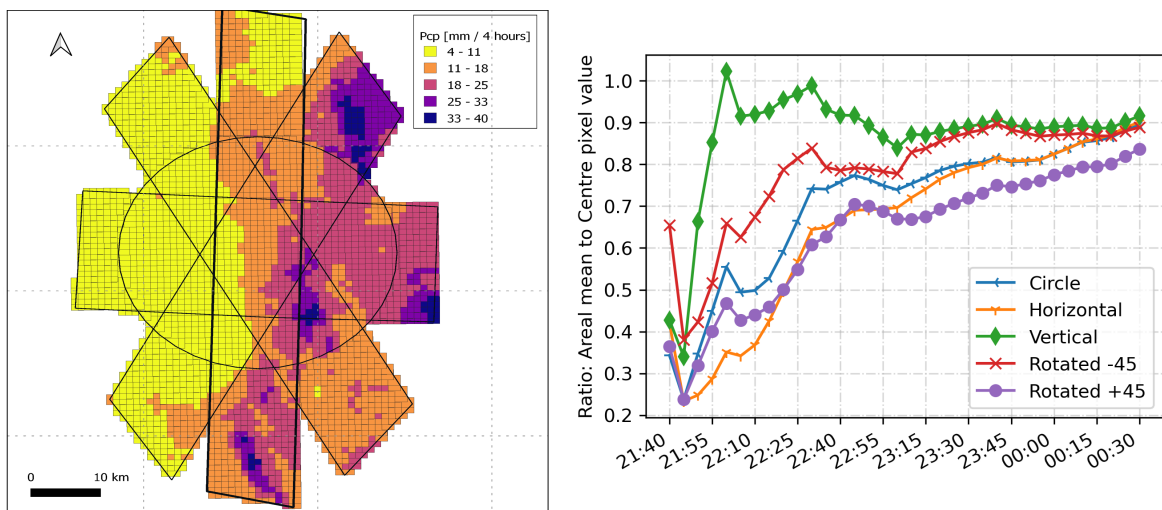 Pcp [mm / 4 hours]
4 - 11
11 - 18
18 - 25
25 - 33
33 - 40
0 10 km
Ratio: Areal mean to Centre pixel value
1.0
0.9
0.8
0.7
0.6
0.5
0.4
0.3
0.2
Circle
Horizontal
Vertical
Rotated -45
Rotated +45
21:40 21:55 22:10 22:25 22:40 22:55 23:15 23:30 23:45 00:00 00:15 00:30